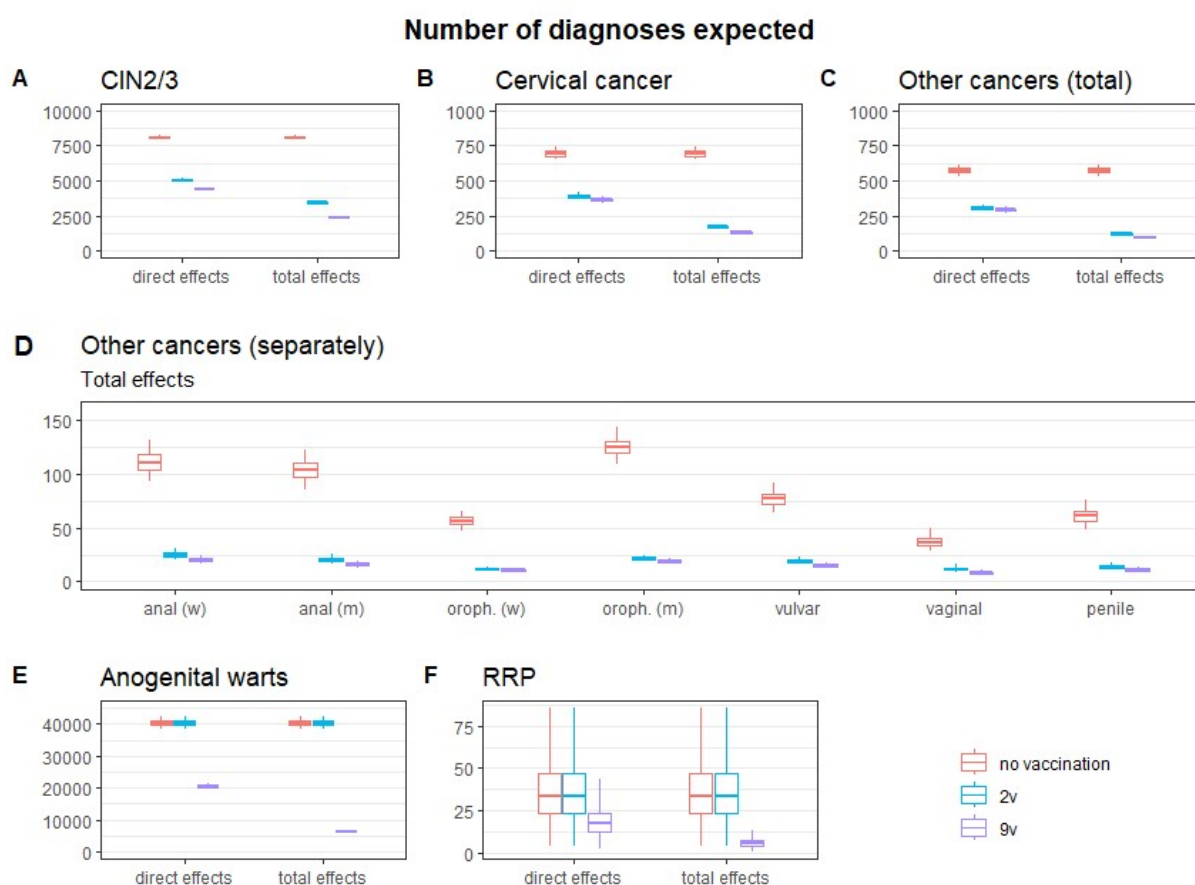 Number of diagnoses expected
A CIN2/3
10000
7500
5000
2500
0
direct effects total effects
B Cervical cancer
1000
750
500
250
0
direct effects total effects
C Other cancers (total)
1000
750
500
250
0
direct effects total effects
D Other cancers (separately)
Total effects
150
100
50
0
anal (w) anal (m) oroph. (w) oroph. (m) vulvar vaginal penile
E Anogenital warts
40000
30000
20000
10000
0
direct effects total effects
F RRP
75
50
25
0
direct effects total effects
no vaccination
2v
9v